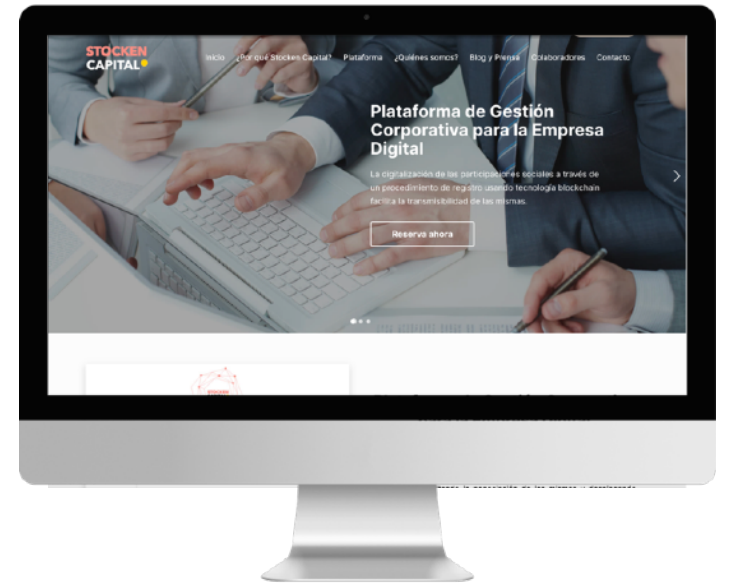 STOCKEN
CAPITAL
Inicio ¿Por qué Stocken Capital? Plataforma ¿Quiénes somos? Blog y Prensa Colaboradores Contacto
Plataforma de Gestión
Corporativa para la Empresa
Digital
La digitalización de las participaciones sociales a través de
un procedimiento de registro usando tecnología blockchain
facilita la transmisibilidad de las mismas.
Reserva ahora
STOCKEN